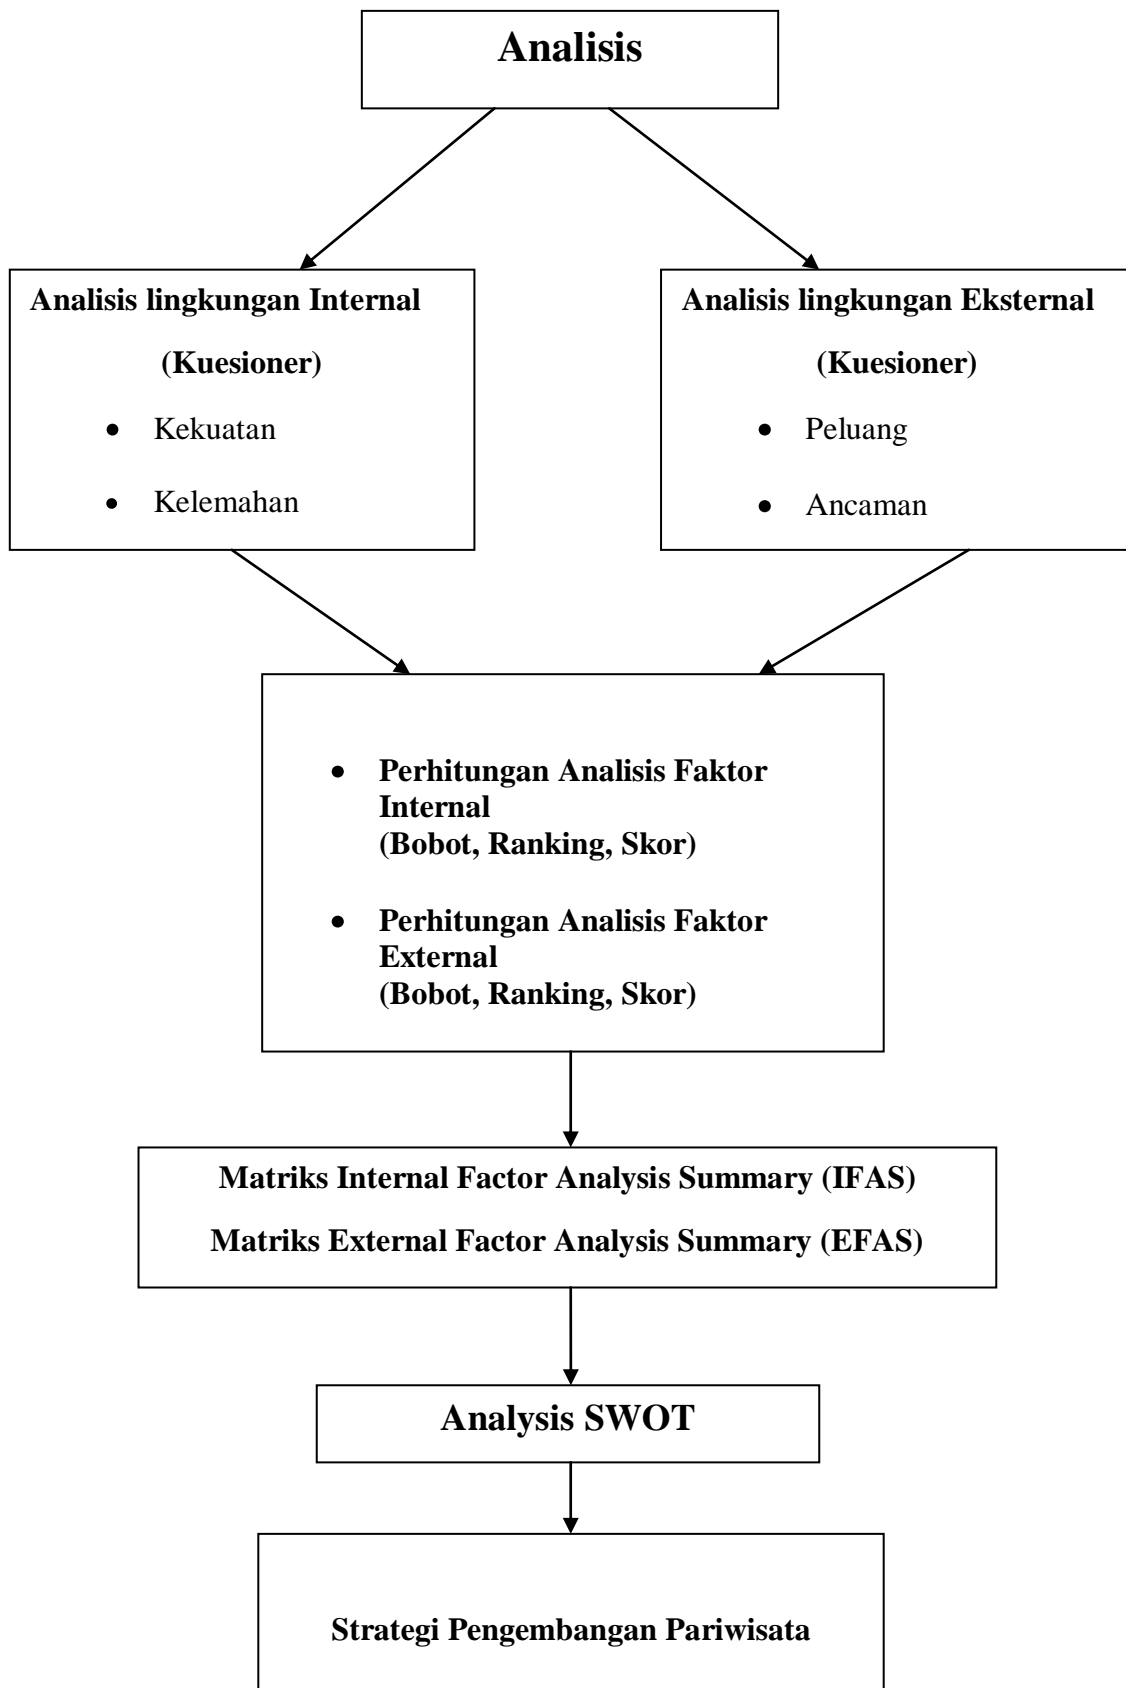 Analisis
Analisis lingkungan Internal
(Kuesioner)
• Kekuatan
• Kelemahan
Analisis lingkungan Eksternal
(Kuesioner)
• Peluang
• Ancaman
• Perhitungan Analisis Faktor
Internal
(Bobot, Ranking, Skor)
• Perhitungan Analisis Faktor
External
(Bobot, Ranking, Skor)
Matriks Internal Factor Analysis Summary (IFAS)
Matriks External Factor Analysis Summary (EFAS)
Analysis SWOT
Strategi Pengembangan Pariwisata